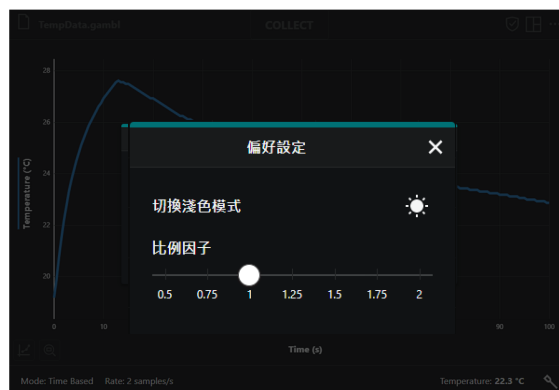 TempData.gambl
COLLECT
28
偏好設定
26
切換淺色模式
24
比例因子
22
0.5 0.75 1 1.25 1.5 1.75 2
20
Temperature (°C)
0 10 90 100
Time (s)
Mode: Time Based Rate: 2 samples/s Temperature: 22.3 °C